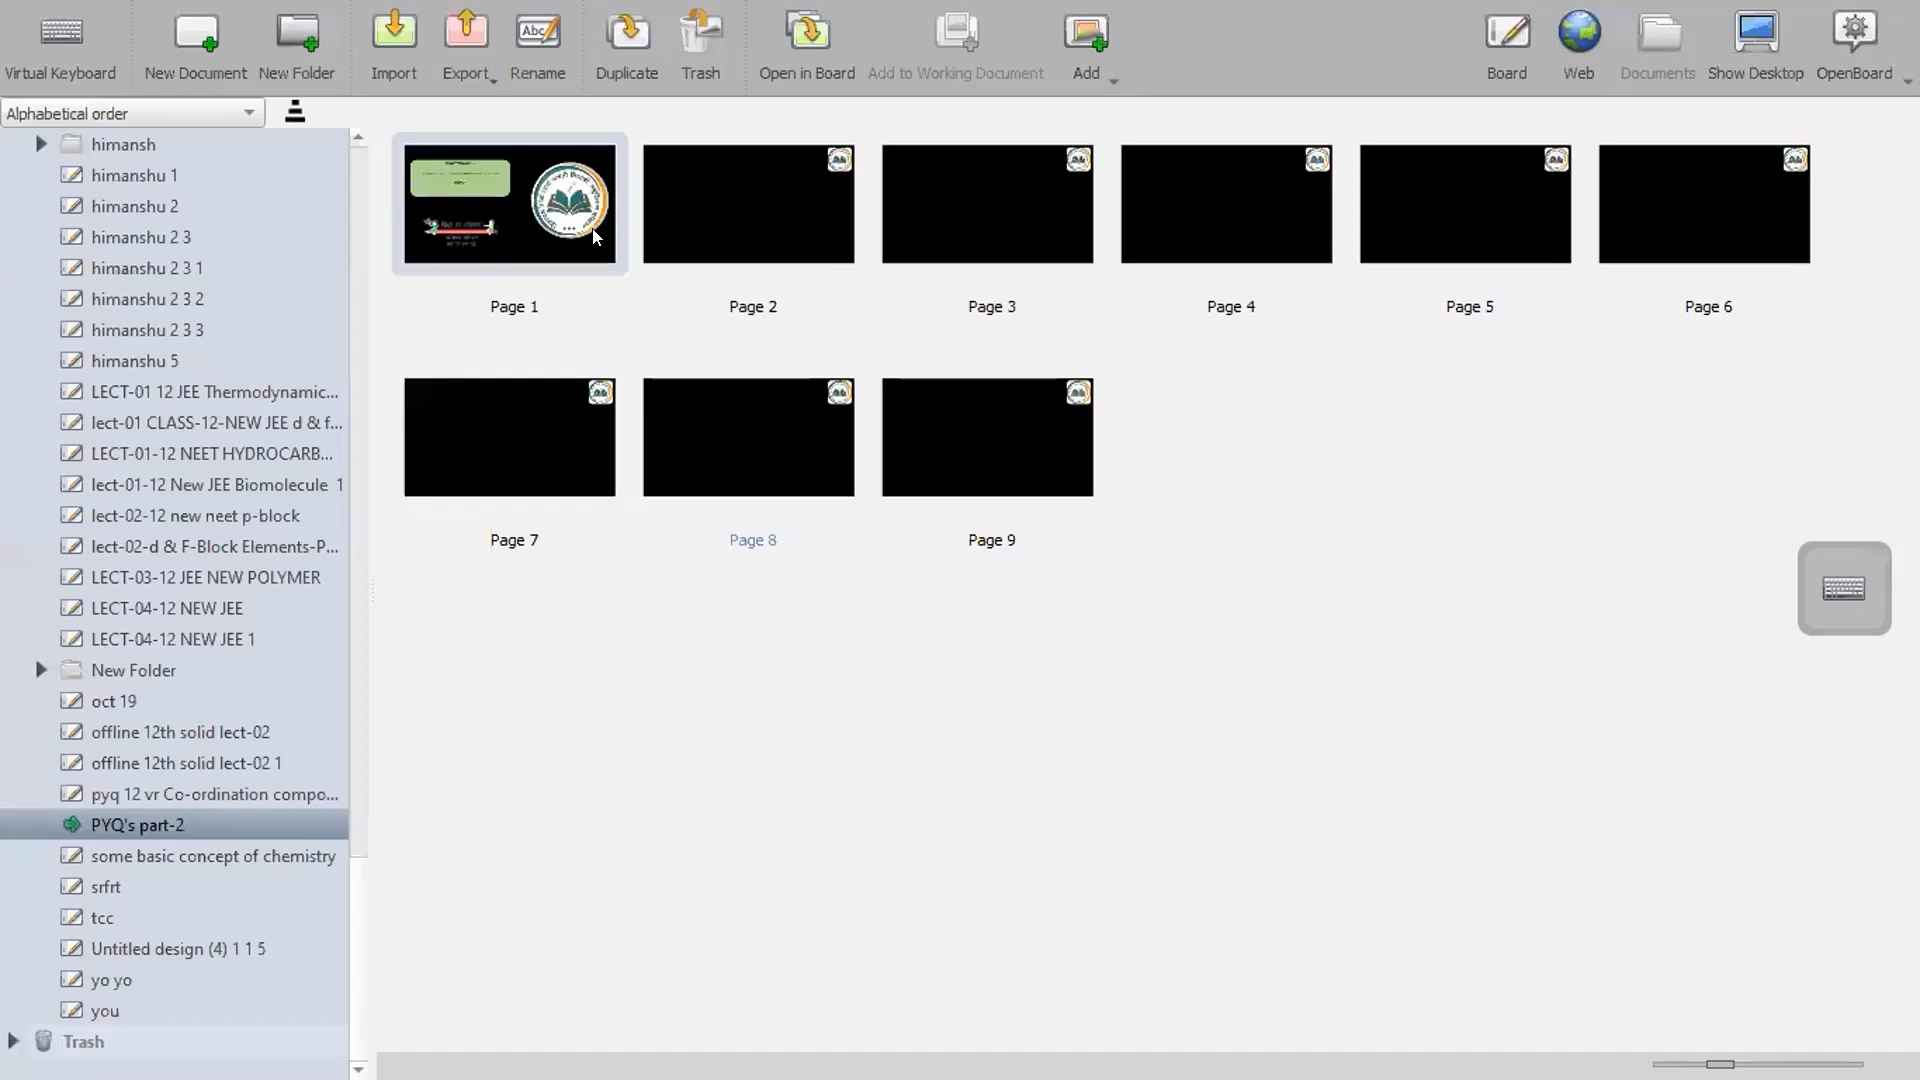 Virtual Keyboard
New Document
New Folder
Import
Export
Rename
Duplicate
Trash
Open in Board
Add to Working Document
Add
Board
Web
Documents
Show Desktop
OpenBoard
Alphabetical order
himansh
himanshu 1
himanshu 2
himanshu 2 3
himanshu 2 3 1
himanshu 2 3 2
himanshu 2 3 3
himanshu 5
LECT-01 12 JEE Thermodynamic...
lect-01 CLASS-12-NEW JEE d & f...
LECT-01-12 NEET HYDROCARB...
lect-01-12 New JEE Biomolecule 1
lect-02-12 new neet p-block
lect-02-d & F-Block Elements-P...
LECT-03-12 JEE NEW POLYMER
LECT-04-12 NEW JEE
LECT-04-12 NEW JEE 1
New Folder
oct 19
offline 12th solid lect-02
offline 12th solid lect-02 1
pyq 12 vr Co-ordination compo...
PYQ's part-2
some basic concept of chemistry
srfrt
tcc
Untitled design (4) 1 1 5
yo yo
you
Trash
Page 1
Page 2
Page 3
Page 4
Page 5
Page 6
Page 7
Page 8
Page 9